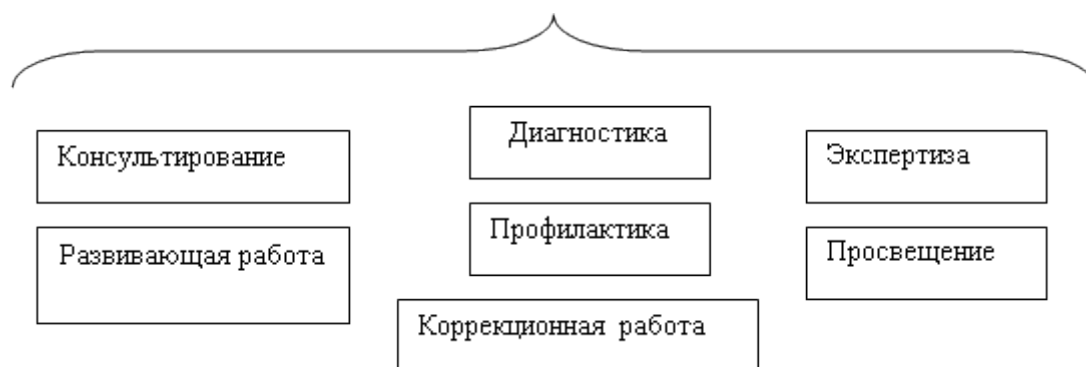 Консультирование
Развивающая работа
Диагностика
Профилактика
Коррекционная работа
Экспертиза
Просвещение